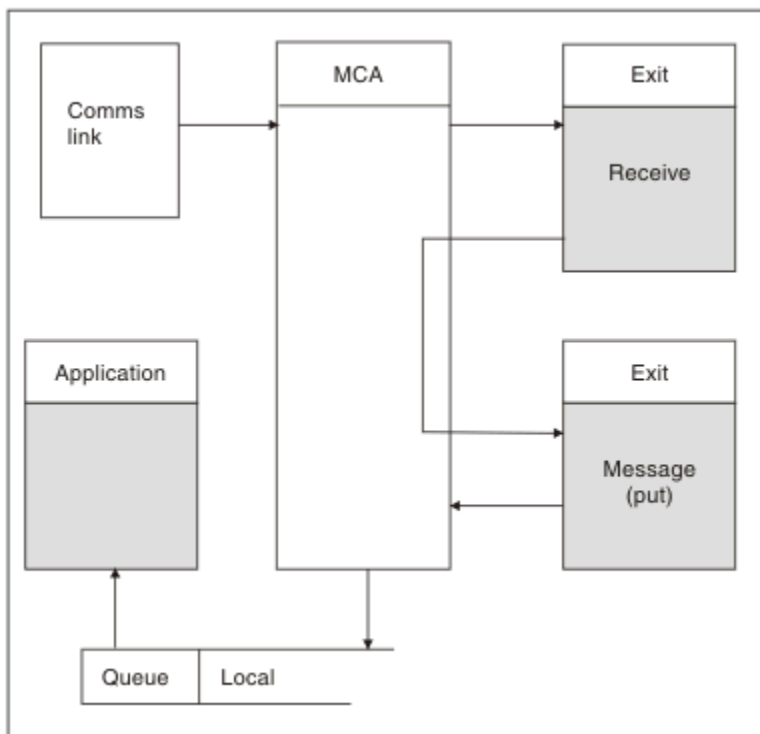 Comms
link
MCA
Exit
Receive
Application
Exit
Message
(put)
Queue
Local